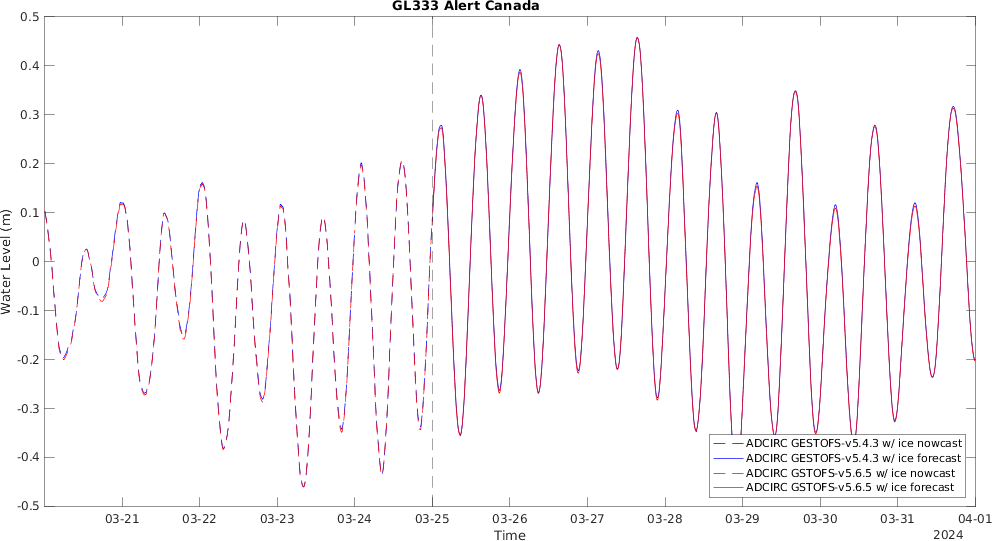 GL333 Alert Canada
0.5
0.4
0.3
0.2
0.1
0
-0.1
-0.2
-0.3
-0.4
-0.5
Water Level (m)
ADCIRC GESTOFS-v5.4.3 w/ ice nowcast
ADCIRC GESTOFS-v5.4.3 w/ ice forecast
ADCIRC GSTOFS-v5.6.5 w/ ice nowcast
ADCIRC GSTOFS-v5.6.5 w/ ice forecast
03-21 03-22 03-23 03-24 03-25 03-26 03-27 03-28 03-29 03-30 03-31 04-01
Time
2024